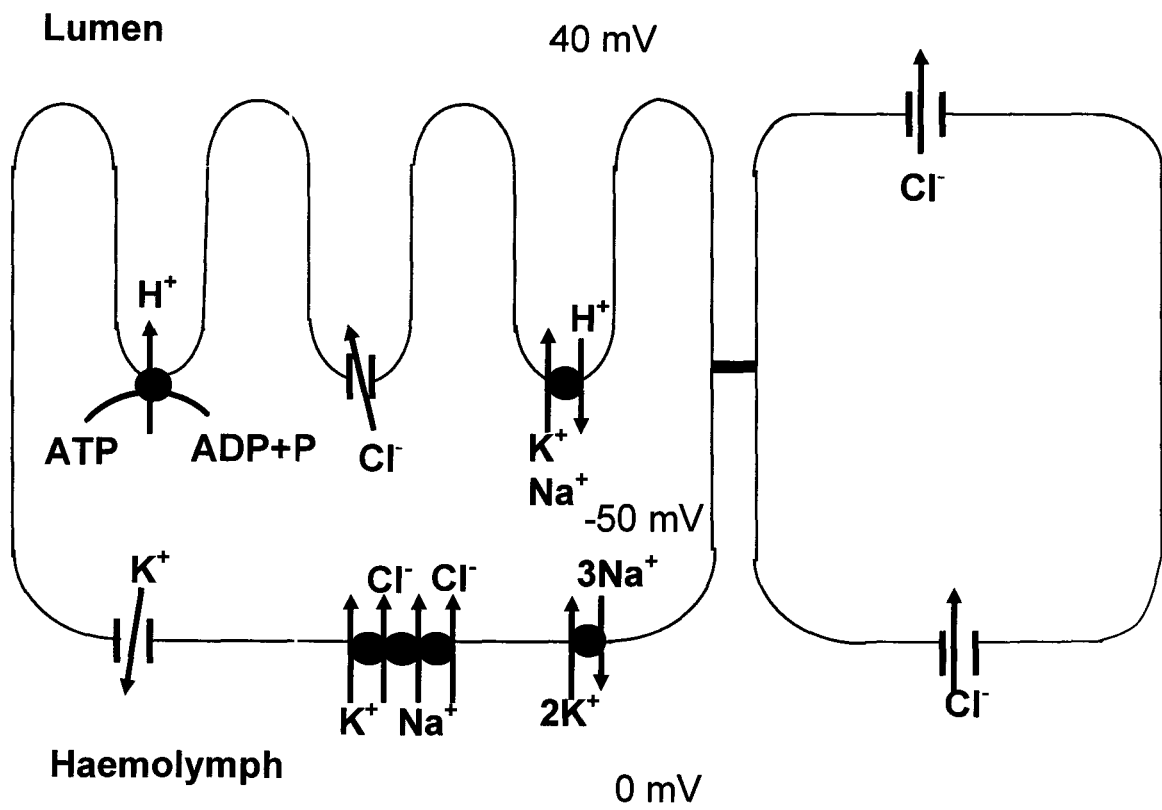 Lumen
40 mV
Cl⁻
H⁺
H⁺
ATP
ADP+P
Cl⁻
K⁺
Na⁺
-50 mV
K⁺
Cl⁻ Cl⁻
3Na⁺
K⁺ Na⁺
2K⁺
Cl⁻
Haemolymph
0 mV